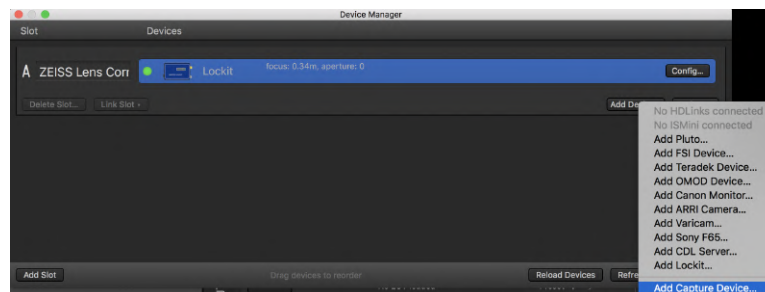 Device Manager
Slot Devices
A ZEISS Lens Corr Lockit focus: 0.34m, aperture: 0 Config...
Delete Slot... Link Slot Add De
No HDLinks connected
No ISMini connected
Add Pluto...
Add FSI Device...
Add Teradek Device...
Add OMOD Device...
Add Canon Monitor...
Add ARRI Camera...
Add Varicam...
Add Sony F65...
Add CDL Server...
Add Lockit...
Add Slot Drag devices to reorder Reload Devices Refre
Add Capture Device...